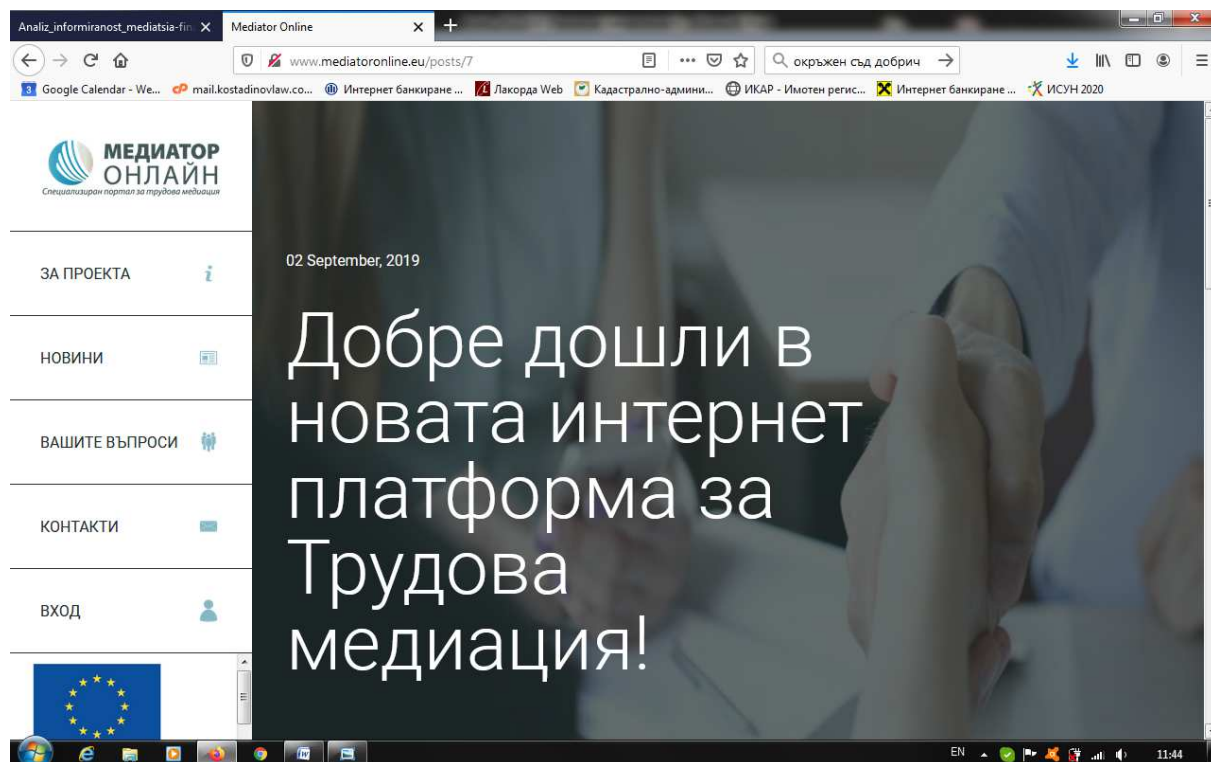 Analiz_informiranost_mediatsia-fin
Mediator Online
www.mediatoronline.eu/posts/7
окръжен съд добрич
Google Calendar - We...
mail.kostadinovlaw.co...
Интернет банкиране ...
Лакорда Web
Кадастрално-админи...
ИКАР - Имотен регис...
Интернет банкиране ...
ИСУН 2020
МЕДИАТОР
ОНЛАЙН
Специализиран портал за трудова медиация
ЗА ПРОЕКТА
НОВИНИ
ВАШИТЕ ВЪПРОСИ
КОНТАКТИ
ВХОД
02 September, 2019
Добре дошли в
новата интернет
платформа за
Трудова
медиация!
EN
11:44